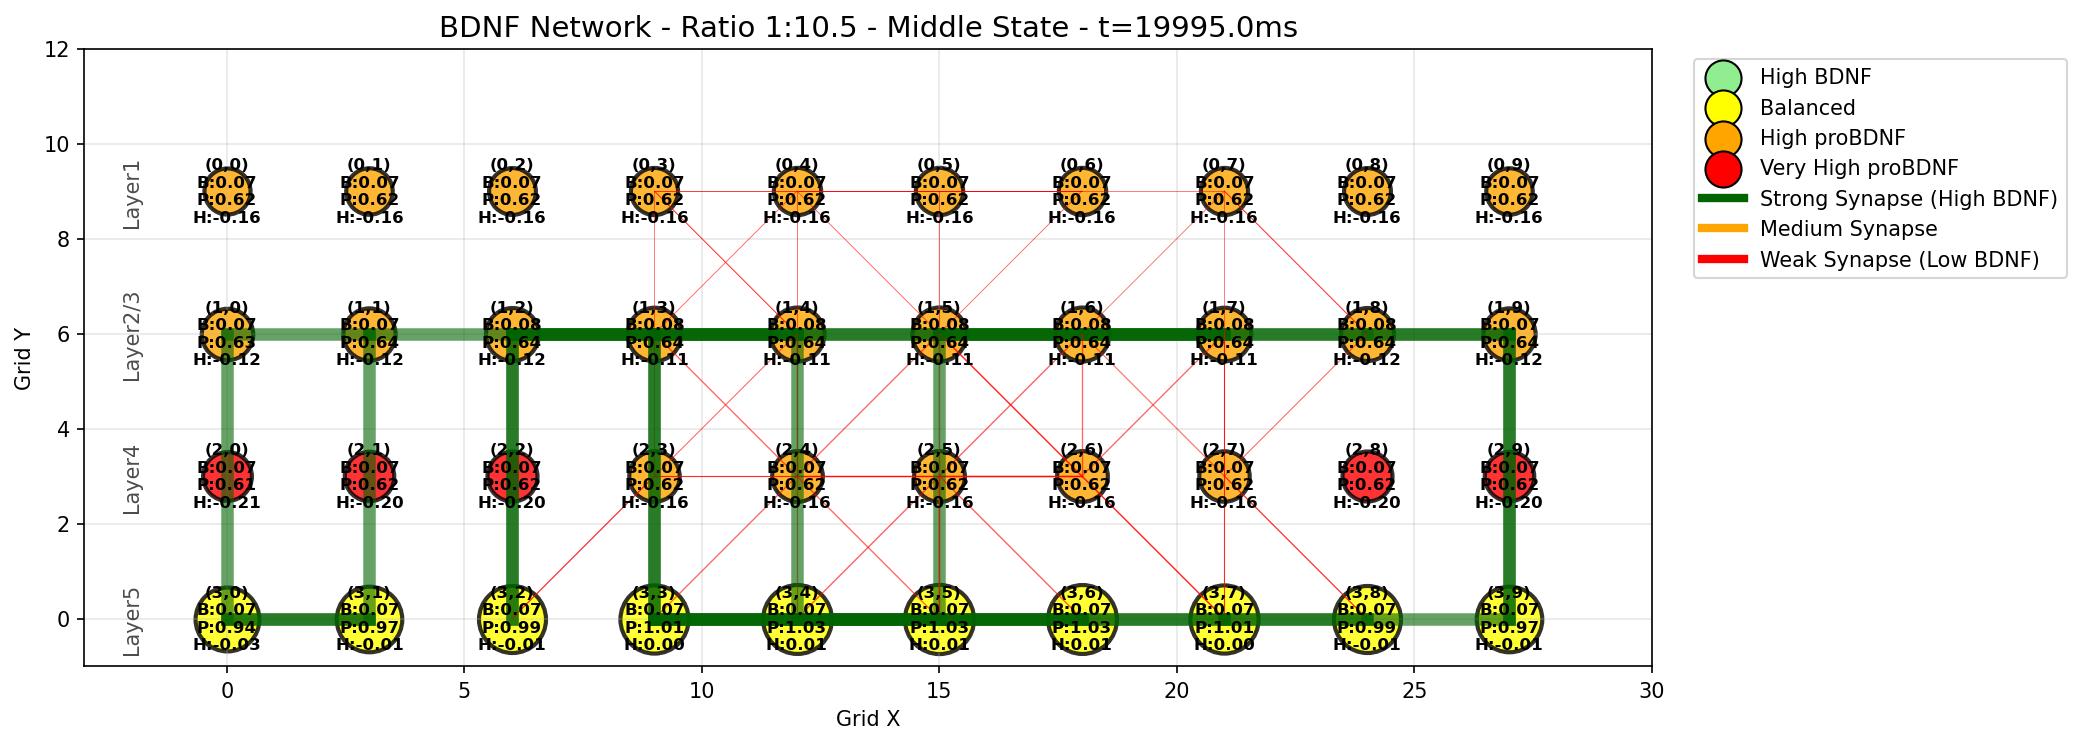 BDNF Network - Ratio 1:10.5 - Middle State - t=19995.0ms
High BDNF
Balanced
High proBDNF
Very High proBDNF
Strong Synapse (High BDNF)
Medium Synapse
Weak Synapse (Low BDNF)
Grid Y
12
10
8
6
4
2
0
Layer1
(0,0) (0,1) (0,2) (0,3) (0,4) (0,5) (0,6) (0,7) (0,8) (0,9)
B:0.07 B:0.07 B:0.07 B:0.07 B:0.07 B:0.07 B:0.07 B:0.07 B:0.07 B:0.07
P:0.62 P:0.62 P:0.62 P:0.62 P:0.62 P:0.62 P:0.62 P:0.62 P:0.62 P:0.62
H:-0.16 H:-0.16 H:-0.16 H:-0.16 H:-0.16 H:-0.16 H:-0.16 H:-0.16 H:-0.16 H:-0.16
Layer2/3
(1,0) (1,1) (1,2) (1,3) (1,4) (1,5) (1,6) (1,7) (1,8) (1,9)
B:0.07 B:0.07 B:0.08 B:0.08 B:0.08 B:0.08 B:0.08 B:0.08 B:0.08 B:0.07
P:0.63 P:0.64 P:0.64 P:0.64 P:0.64 P:0.64 P:0.64 P:0.64 P:0.64 P:0.64
H:-0.12 H:-0.12 H:-0.12 H:-0.11 H:-0.11 H:-0.11 H:-0.11 H:-0.11 H:-0.12 H:-0.12
Layer4
(2,0) (2,1) (2,2) (2,3) (2,4) (2,5) (2,6) (2,7) (2,8) (2,9)
B:0.07 B:0.07 B:0.07 B:0.07 B:0.07 B:0.07 B:0.07 B:0.07 B:0.07 B:0.07
P:0.61 P:0.62 P:0.62 P:0.62 P:0.62 P:0.62 P:0.62 P:0.62 P:0.62 P:0.62
H:-0.21 H:-0.20 H:-0.20 H:-0.16 H:-0.16 H:-0.16 H:-0.16 H:-0.16 H:-0.20 H:-0.20
Layer5
(3,0) (3,1) (3,2) (3,3) (3,4) (3,5) (3,6) (3,7) (3,8) (3,9)
B:0.07 B:0.07 B:0.07 B:0.07 B:0.07 B:0.07 B:0.07 B:0.07 B:0.07 B:0.07
P:0.94 P:0.97 P:0.99 P:1.01 P:1.03 P:1.03 P:1.03 P:1.01 P:0.99 P:0.97
H:-0.03 H:-0.01 H:-0.01 H:0.00 H:0.01 H:0.01 H:0.01 H:0.00 H:-0.01 H:-0.01
0 5 10 15 20 25 30
Grid X